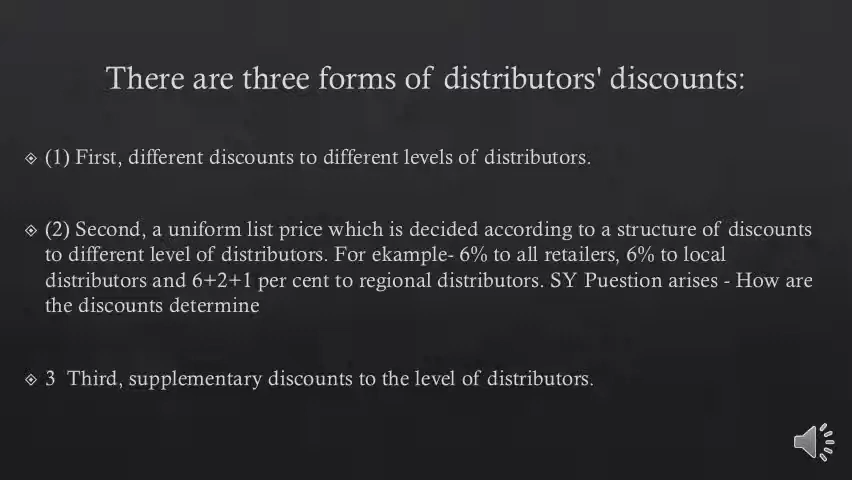 There are three forms of distributors' discounts:
(1) First, different discounts to different levels of distributors.
(2) Second, a uniform list price which is decided according to a structure of discounts
to different level of distributors. For ekample- 6% to all retailers, 6% to local
distributors and 6+2+1 per cent to regional distributors. SY Puestion arises - How are
the discounts determine
3 Third, supplementary discounts to the level of distributors.